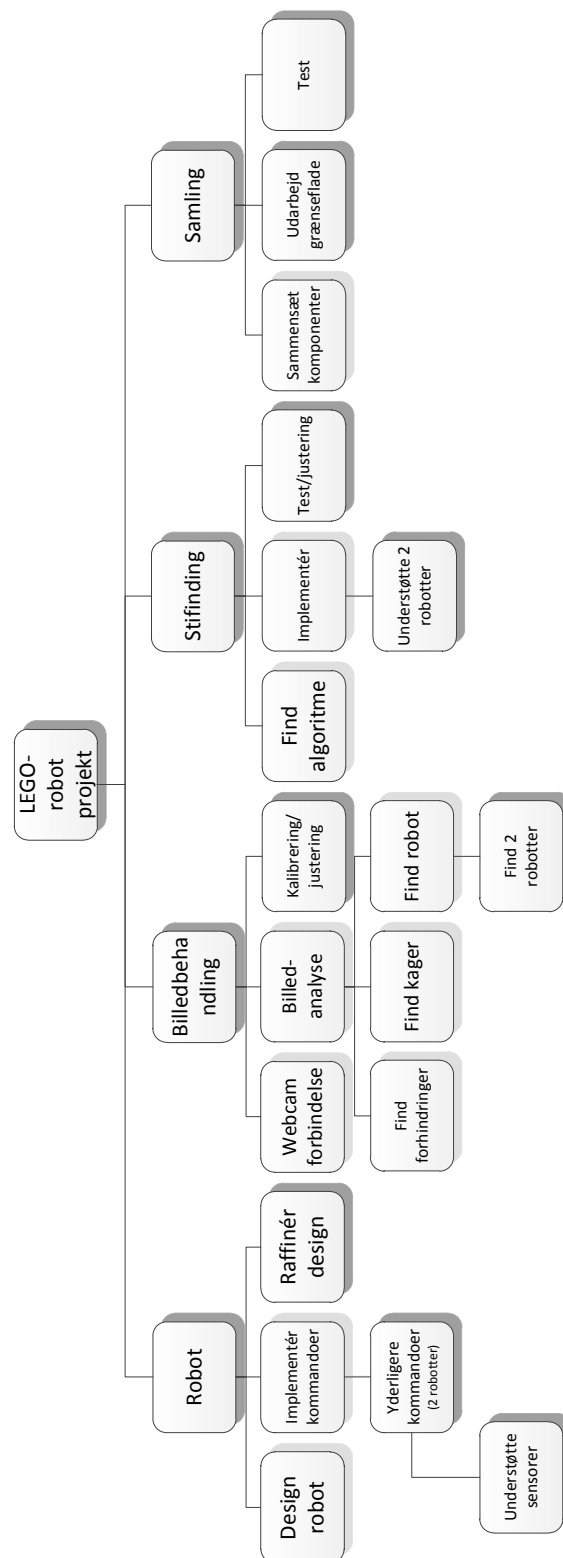 LEGO-
robot
projekt
Robot
Billedbeha
ndling
Stifinding
Samling
Design
robot
Implementér
kommandoer
Raffinér
design
Webcam
forbindelse
Billed-
analyse
Kalibrering/
justering
Find
algoritme
Implementér
Test/justering
Sammensæt
komponenter
Udarbejd
grænseflade
Test
Yderligere
kommandoer
(2 robotter)
Find
forhindringer
Find kager
Find robot
Understøtte 2
robotter
Understøtte
sensorer
Find 2
robotter